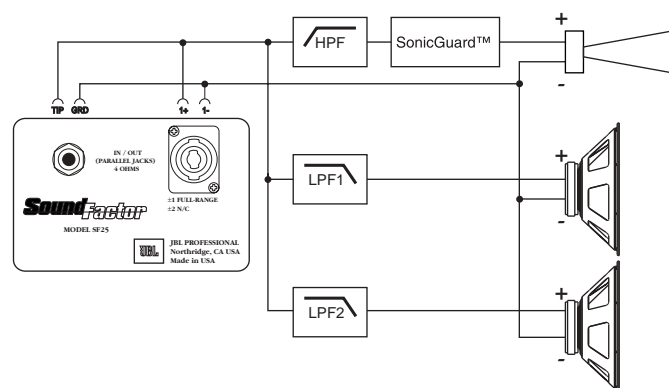 HPF
SonicGuard™
+
-
TIP GRD 1+ 1-
IN / OUT
(PARALLEL JACKS)
4 OHMS
±1 FULL-RANGE
±2 N/C
SoundFactor
MODEL SF25
JBL
JBL PROFESSIONAL
Northridge, CA USA
Made in USA
LPF1
+
-
LPF2
+
-